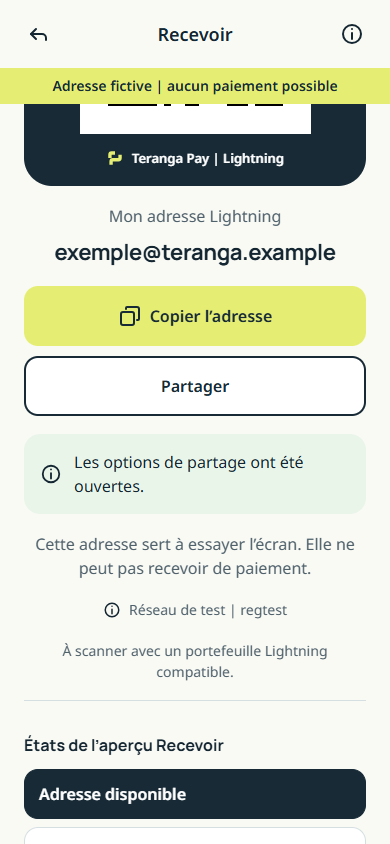 Recevoir
Adresse fictive | aucun paiement possible
Teranga Pay | Lightning
Mon adresse Lightning
exemple@teranga.example
Copier l’adresse
Partager
Les options de partage ont été
ouvertes.
Cette adresse sert à essayer l’écran. Elle ne
peut pas recevoir de paiement.
Réseau de test | regtest
À scanner avec un portefeuille Lightning
compatible.
États de l’aperçu Recevoir
Adresse disponible